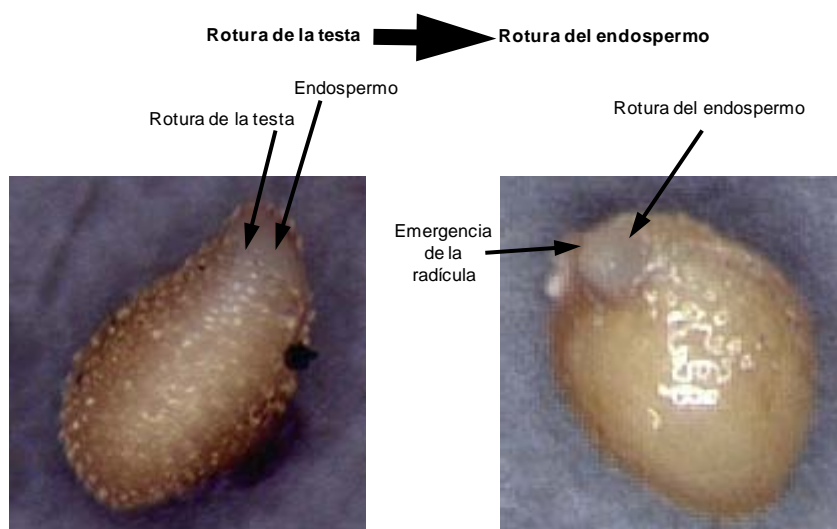 Rotura de la testa
Rotura del endospermo
Endospermo
Rotura de la testa
Rotura del endospermo
Emergencia
de la
radícula